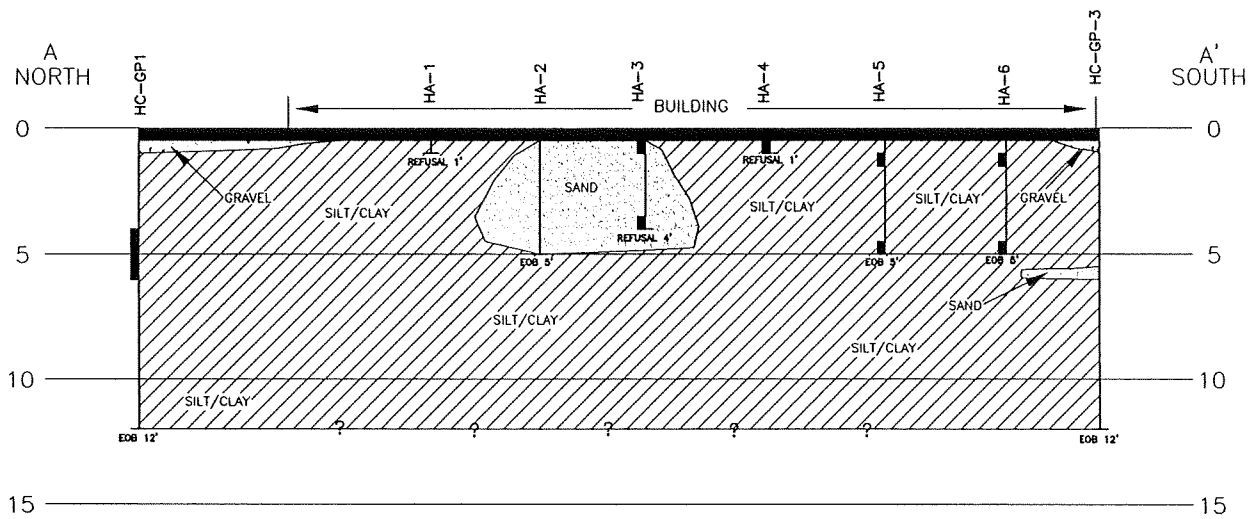 A
NORTH
HC-GP1
HA-1
HA-2
HA-3
HA-4
HA-5
HA-6
HC-GP-3
A'
SOUTH
BUILDING
0
0
REFUSAL 1'
REFUSAL 1'
GRAVEL
SILT/CLAY
SAND
SILT/CLAY
SILT/CLAY
GRAVEL
REFUSAL 4'
5
EOB 5'
EOB 5'
EOB 5'
5
SAND
SILT/CLAY
SILT/CLAY
10
10
SILT/CLAY
EOB 12'
? ? ? ? ?
EOB 12'
15
15